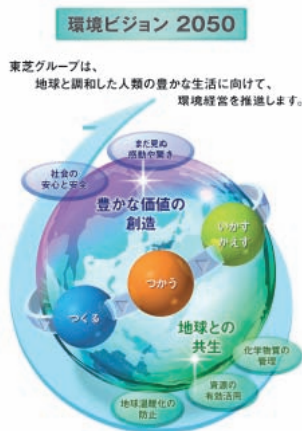 環境ビジョン 2050
東芝グループは、
地球と調和した人類の豊かな生活に向けて、
環境経営を推進します。
まだ見ぬ
感動や驚き
社会の
安心と安全
豊かな価値の
創造
いかす
かえす
つかう
つくる
地球との
共生
化学物質の
管理
資源の
有効活用
地球温暖化の
防止